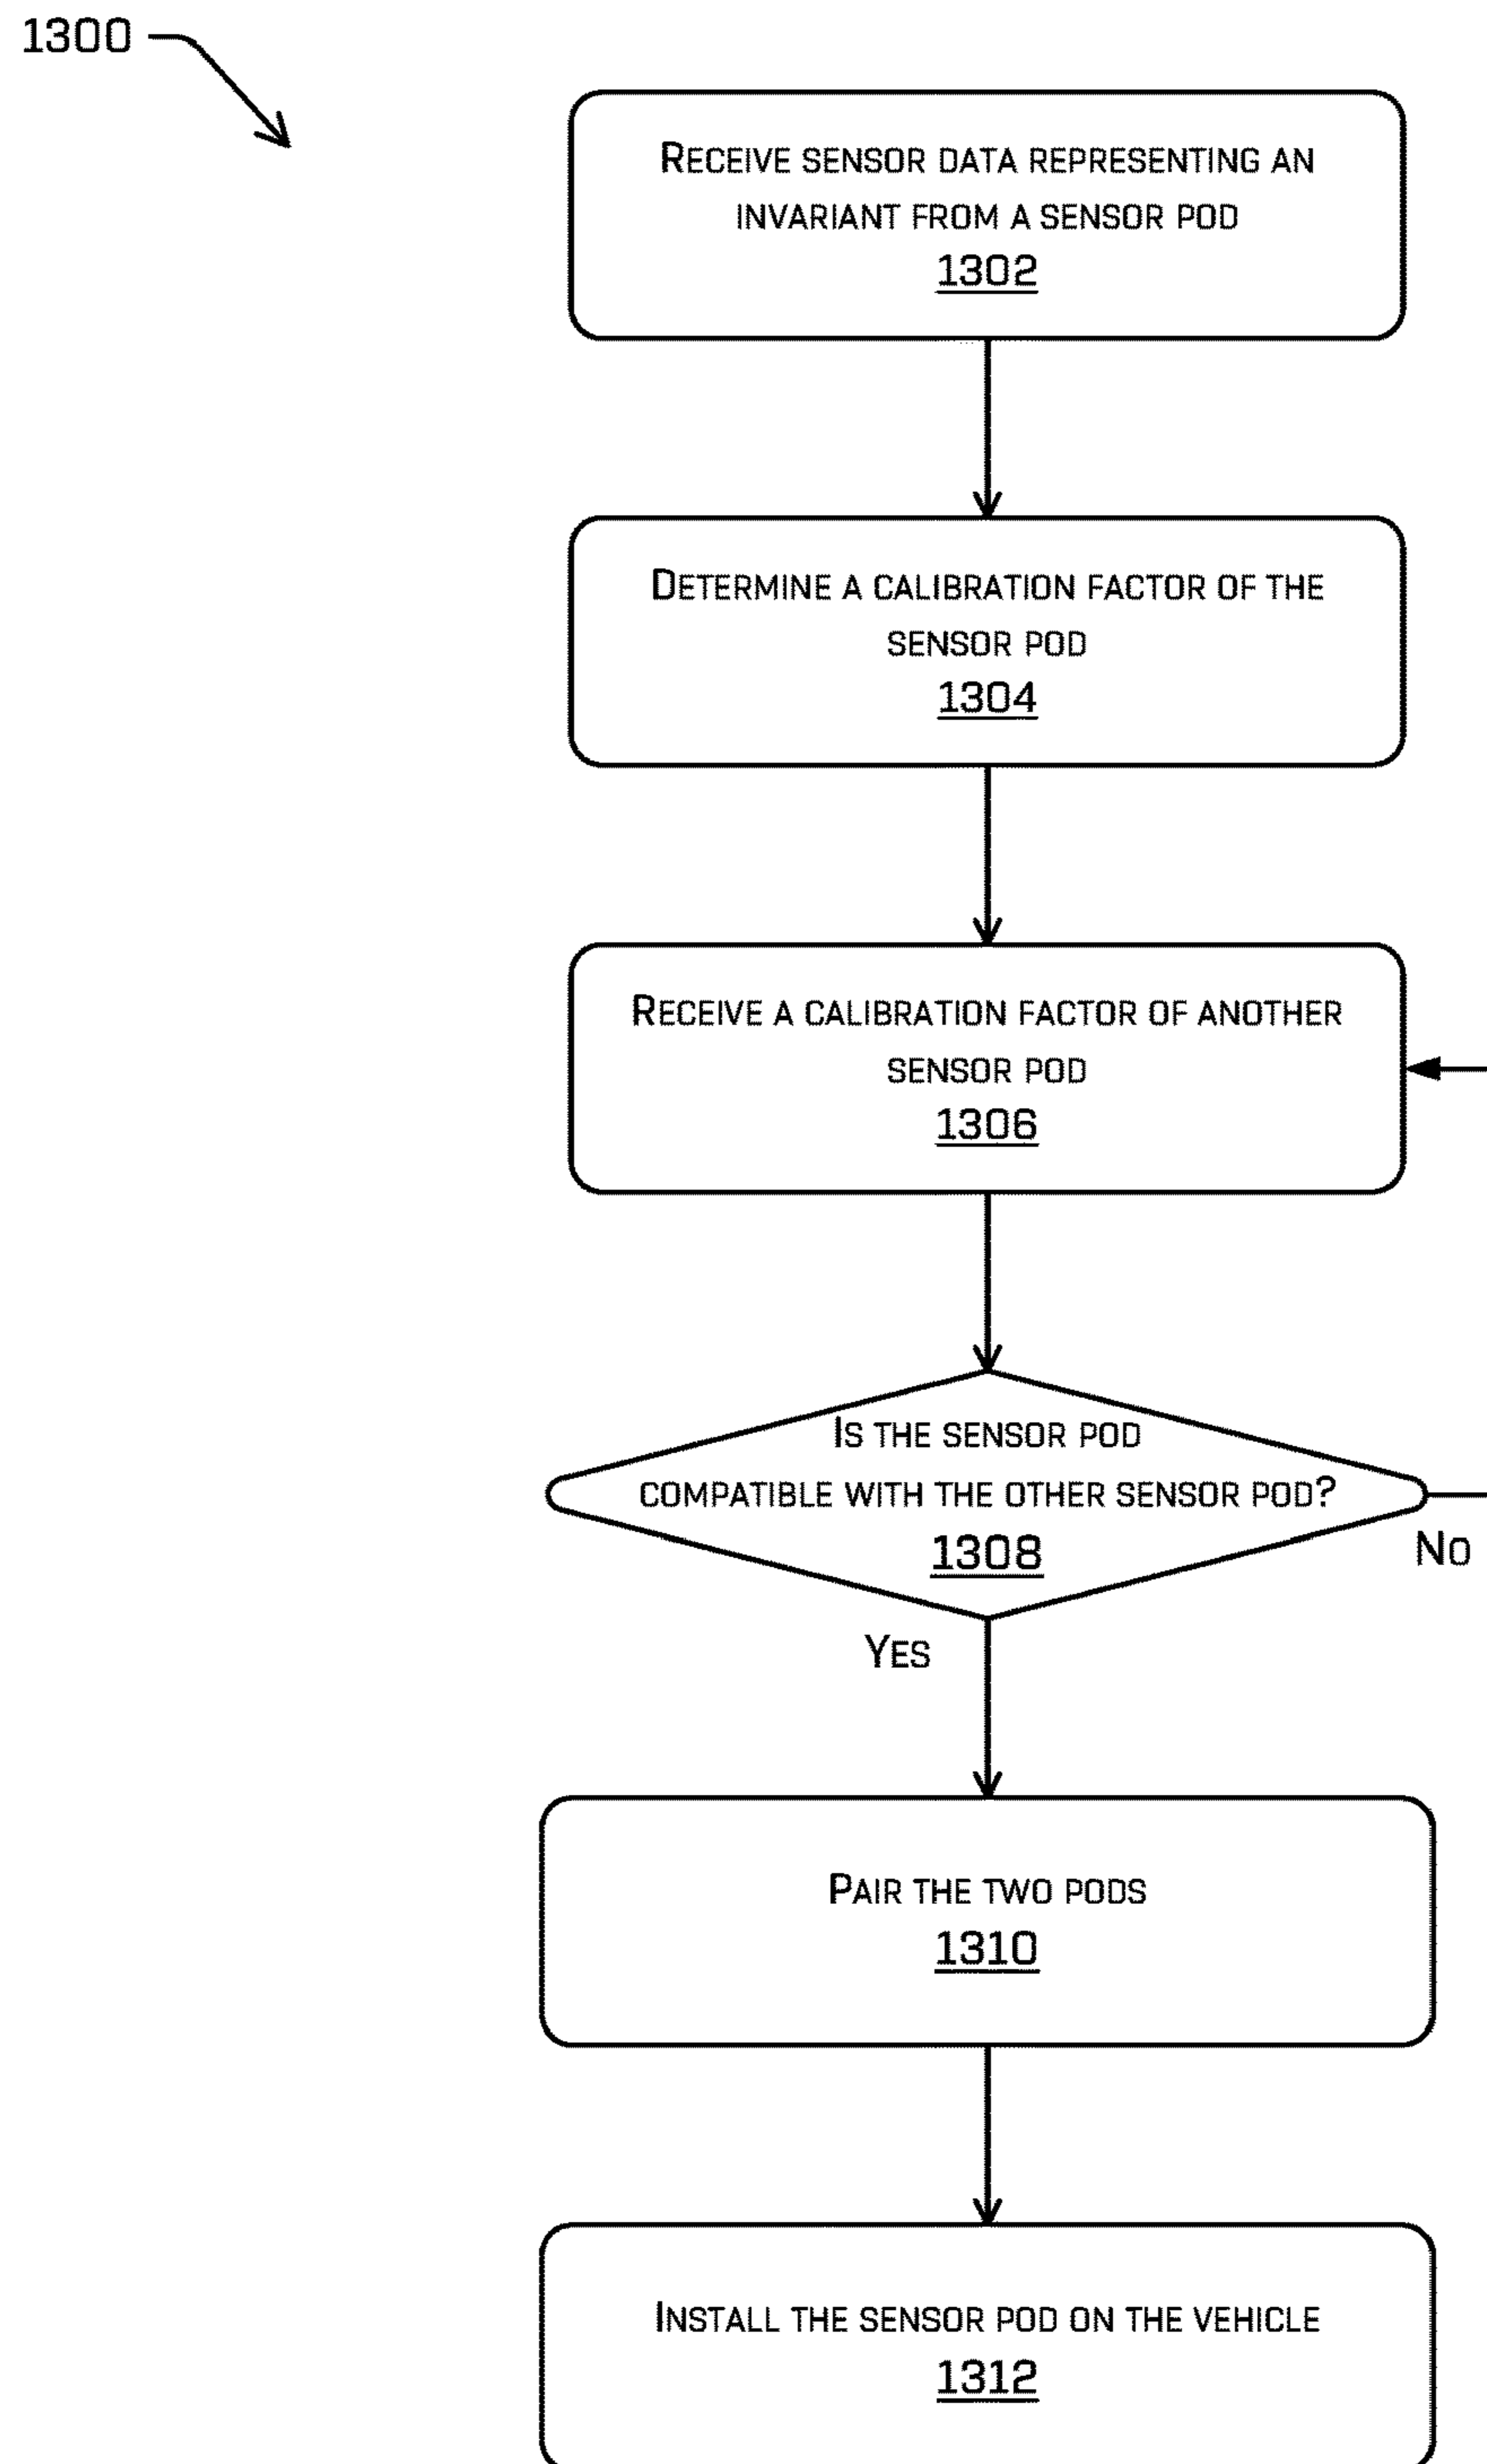 1300
Receive sensor data representing an
invariant from a sensor pod
1302
Determine a calibration factor of the
sensor pod
1304
Receive a calibration factor of another
sensor pod
1306
Is the sensor pod
compatible with the other sensor pod?
1308
No
Yes
Pair the two pods
1310
Install the sensor pod on the vehicle
1312